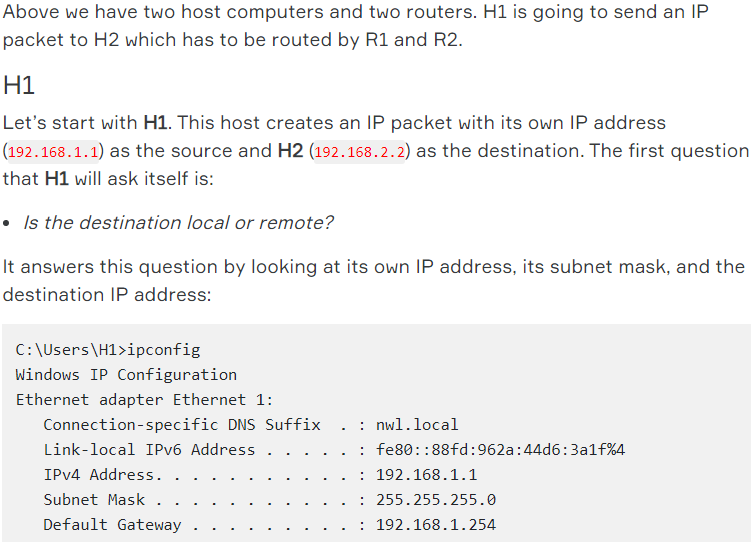 Above we have two host computers and two routers. H1 is going to send an IP
packet to H2 which has to be routed by R1 and R2.
H1
Let’s start with H1. This host creates an IP packet with its own IP address
(192.168.1.1) as the source and H2 (192.168.2.2) as the destination. The first question
that H1 will ask itself is:
• Is the destination local or remote?
It answers this question by looking at its own IP address, its subnet mask, and the
destination IP address:
C:\Users\H1>ipconfig
Windows IP Configuration
Ethernet adapter Ethernet 1:
   Connection-specific DNS Suffix  . : nwl.local
   Link-local IPv6 Address . . . . . : fe80::88fd:962a:44d6:3a1f%4
   IPv4 Address. . . . . . . . . . . : 192.168.1.1
   Subnet Mask . . . . . . . . . . . : 255.255.255.0
   Default Gateway . . . . . . . . . : 192.168.1.254